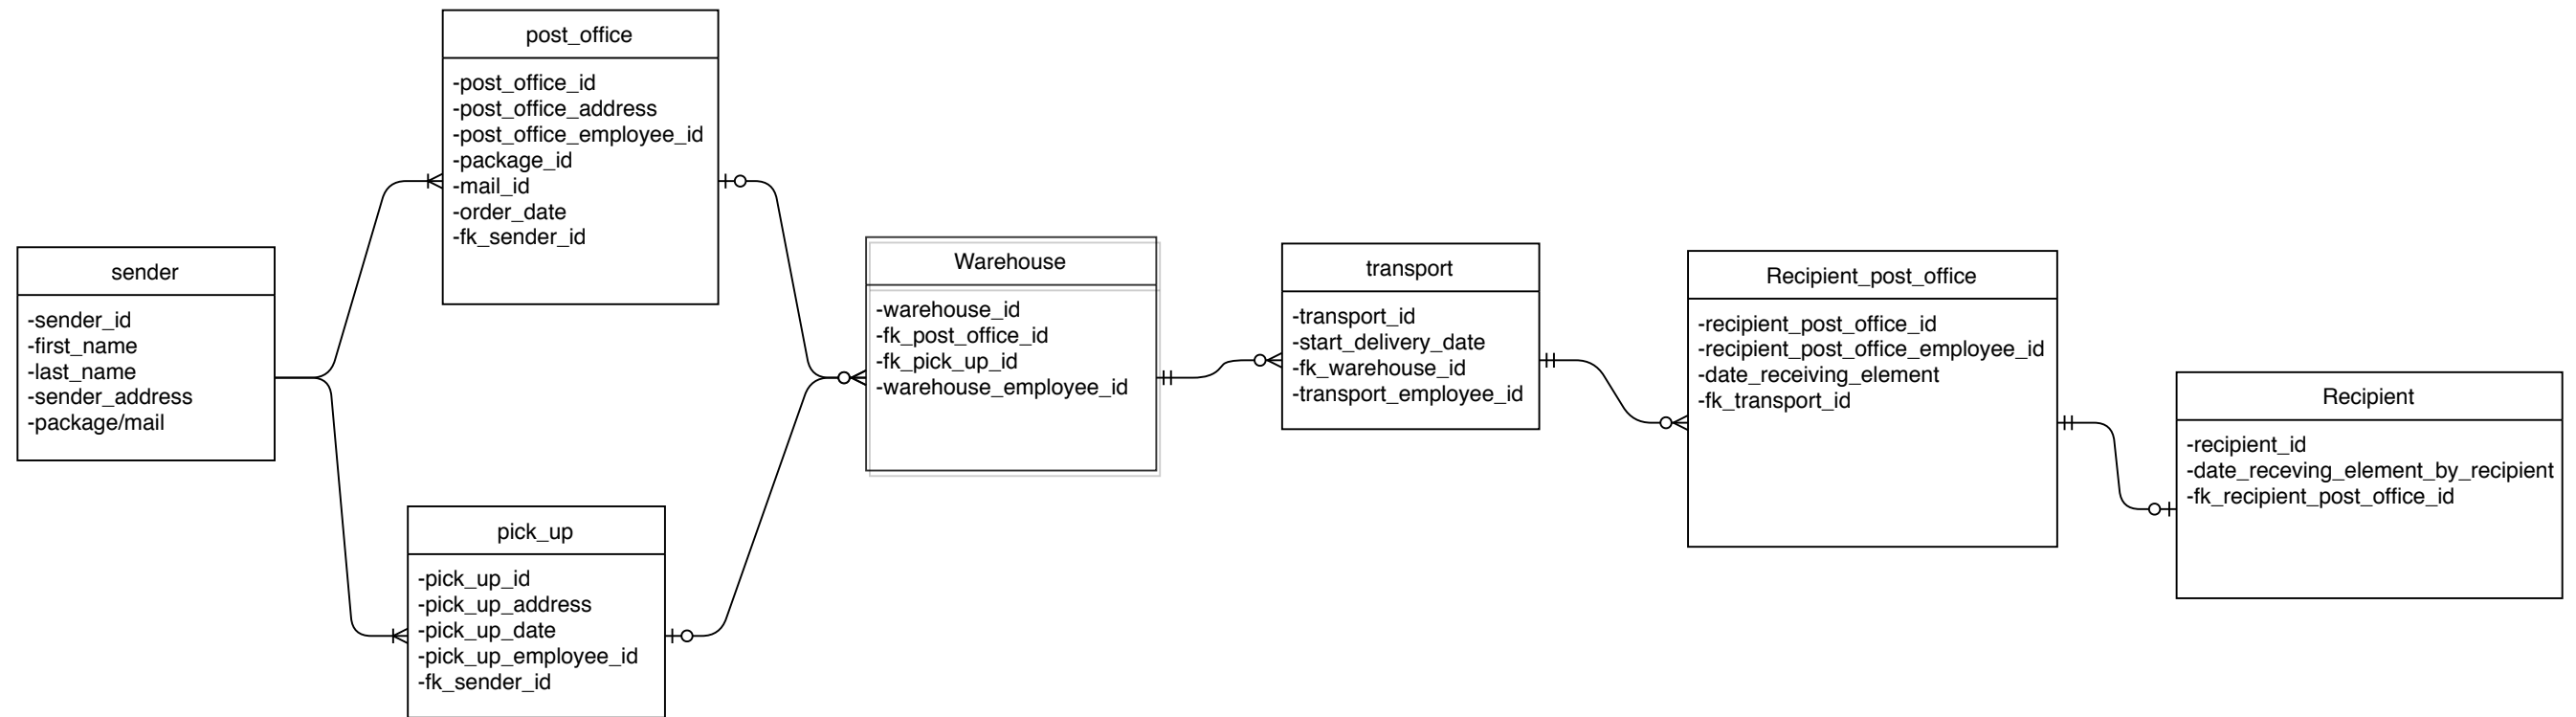 post_office
-post_office_id
-post_office_address
-post_office_employee_id
-package_id
-mail_id
-order_date
-fk_sender_id
sender
-sender_id
-first_name
-last_name
-sender_address
-package/mail
pick_up
-pick_up_id
-pick_up_address
-pick_up_date
-pick_up_employee_id
-fk_sender_id
Warehouse
-warehouse_id
-fk_post_office_id
-fk_pick_up_id
-warehouse_employee_id
transport
-transport_id
-start_delivery_date
-fk_warehouse_id
-transport_employee_id
Recipient_post_office
-recipient_post_office_id
-recipient_post_office_employee_id
-date_receiving_element
-fk_transport_id
Recipient
-recipient_id
-date_receving_element_by_recipient
-fk_recipient_post_office_id